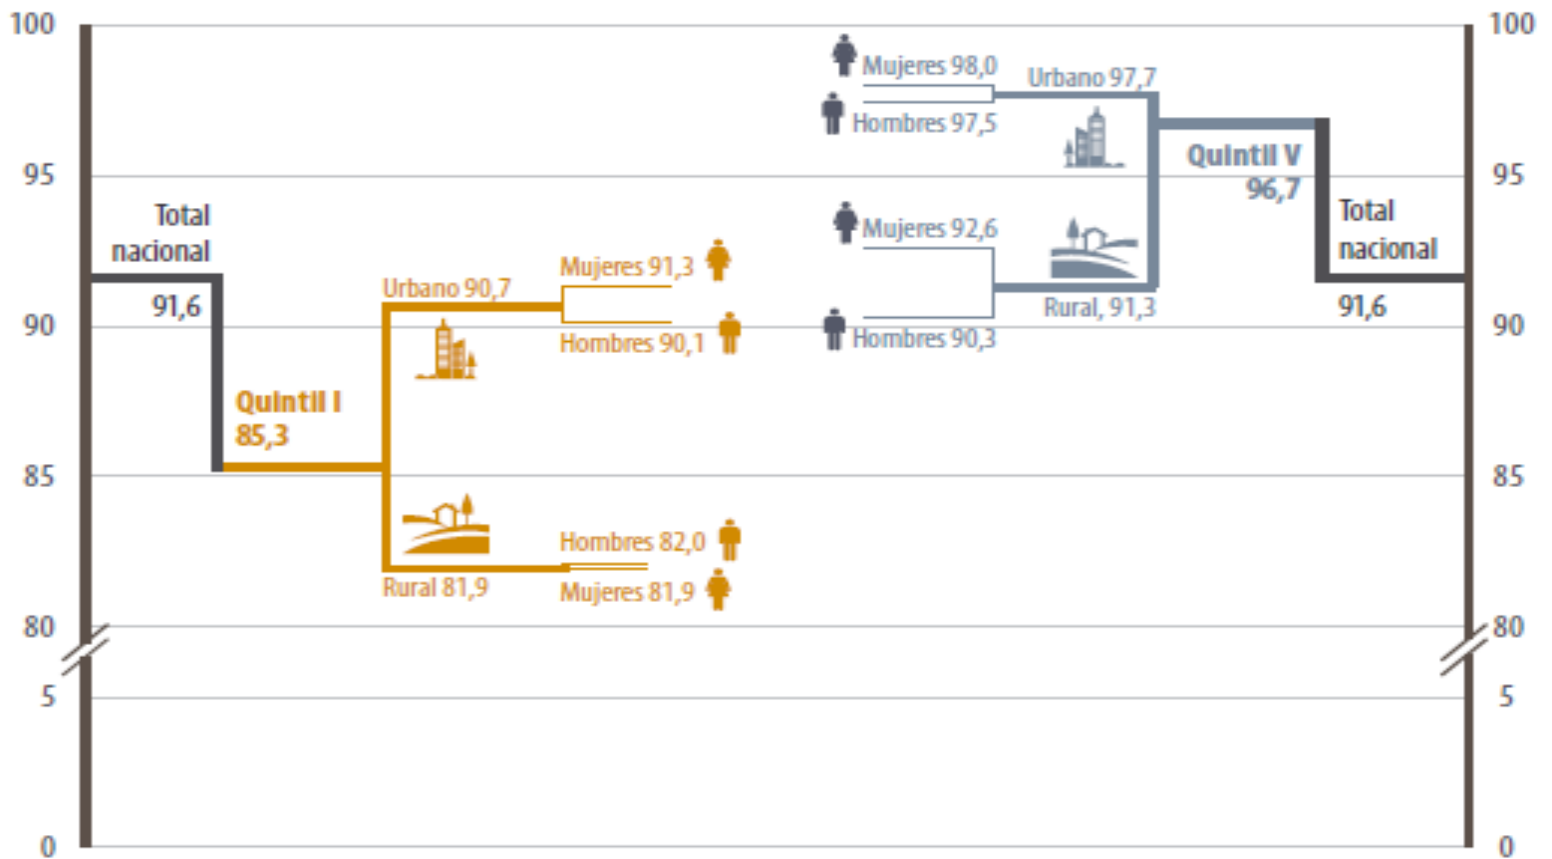 100
95
90
85
80
5
0
Total
nacional
91,6
Quintil I
85,3
Urbano 90,7
Mujeres 91,3
Hombres 90,1
Rural 81,9
Hombres 82,0
Mujeres 81,9
Mujeres 98,0
Hombres 97,5
Urbano 97,7
Mujeres 92,6
Hombres 90,3
Rural, 91,3
Quintil V
96,7
Total
nacional
91,6
100
95
90
85
80
5
0